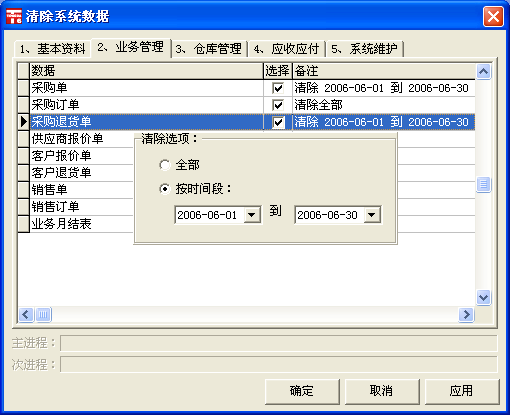 清除系统数据
1、基本资料 2、业务管理 3、仓库管理 4、应收应付 5、系统维护
数据 选择 备注
采购单 清除 2006-06-01 到 2006-06-30
采购订单 清除全部
采购退货单 清除 2006-06-01 到 2006-06-30
供应商报价单
客户报价单
客户退货单
销售单
销售订单
业务月结表
清除选项：
全部
按时间段：
2006-06-01 到 2006-06-30
主进程：
次进程：
确定 取消 应用